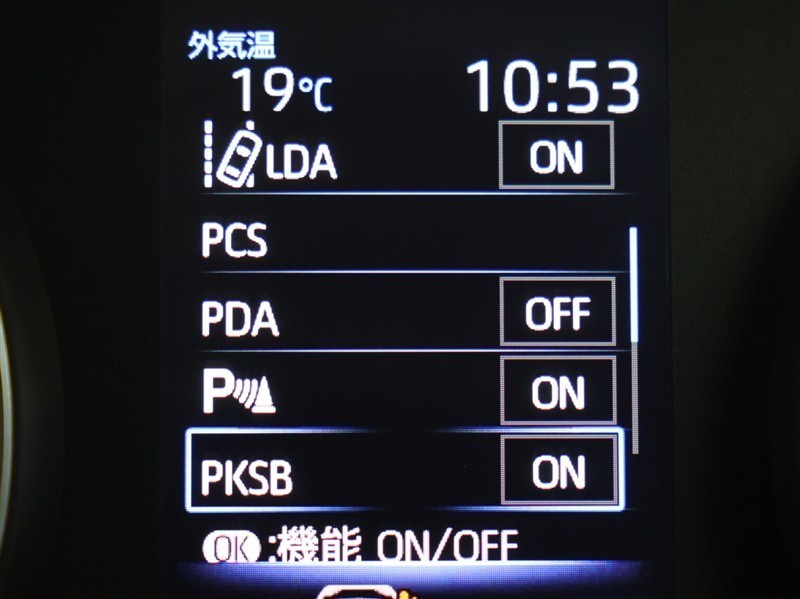 外気温
19℃ 10:53
LDA ON
PCS
PDA OFF
P ON
PKSB ON
OK :機能 ON/OFF